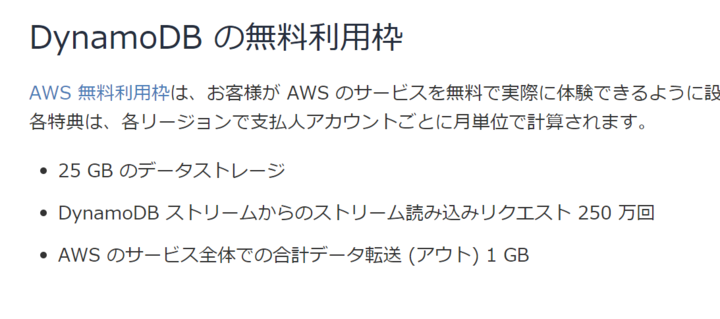 DynamoDB の無料利用枠
AWS 無料利用枠は、お客様が AWS のサービスを無料で実際に体験できるように設
各特典は、各リージョンで支払人アカウントごとに月単位で計算されます。
• 25 GB のデータストレージ
• DynamoDB ストリームからのストリーム読み込みリクエスト 250 万回
• AWS のサービス全体での合計データ転送 (アウト) 1 GB